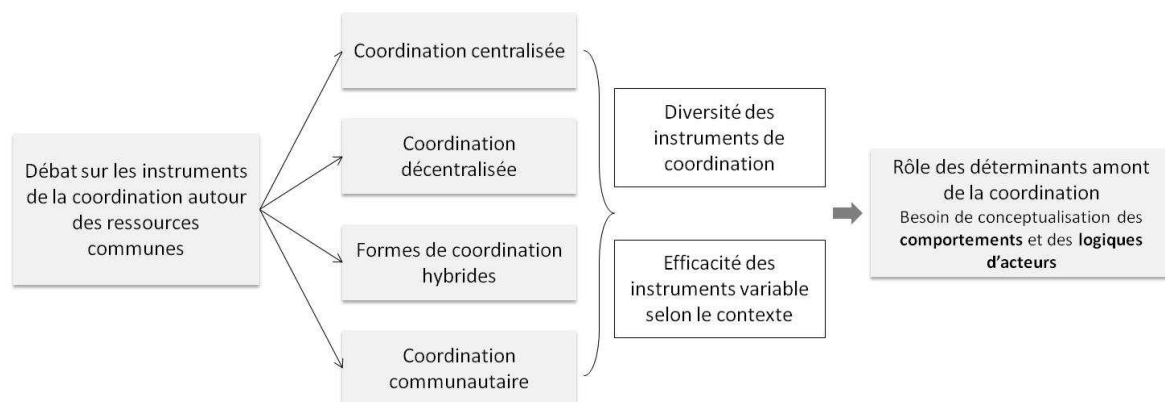 Débat sur les instruments
de la coordination autour
des ressources
communes
Coordination centralisée
Coordination
décentralisée
Formes de coordination
hybrides
Coordination
communautaire
Diversité des
instruments de
coordination
Efficacité des
instruments variable
selon le contexte
Rôle des déterminants amont
de la coordination
Besoin de conceptualisation des
comportements et des logiques
d’acteurs